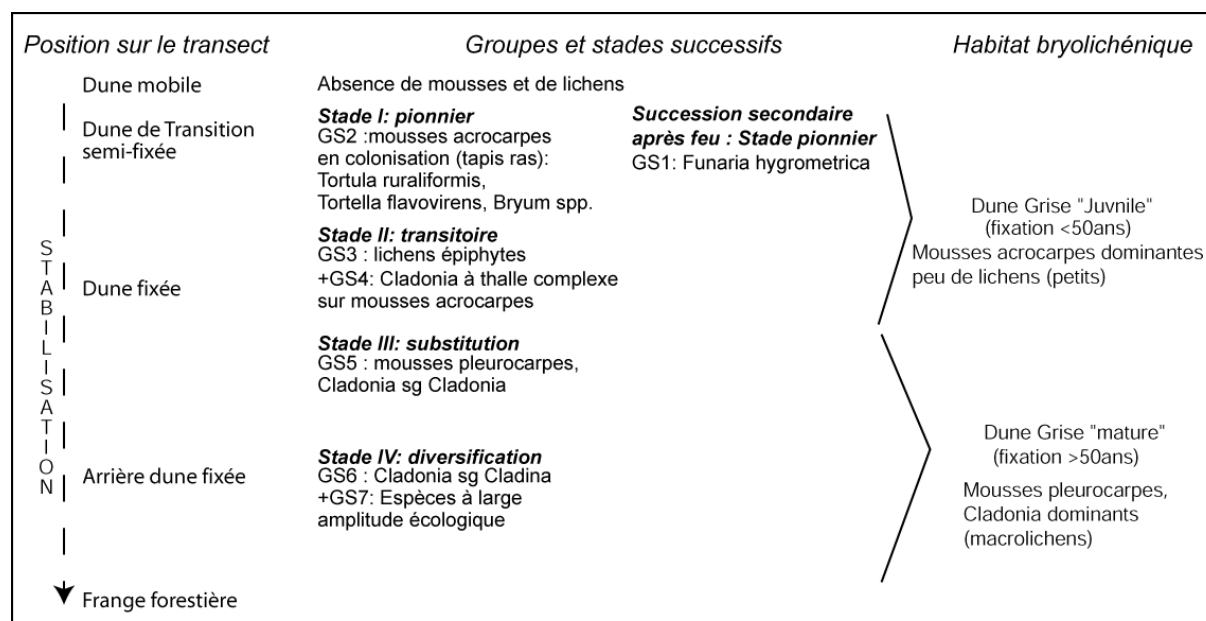 Position sur le transect
Groupes et stades successifs
Habitat bryolichénique
Dune mobile
Absence de mousses et de lichens
Dune de Transition
semi-fixée
Stade I: pionnier
GS2 :mousses acrocarpes
en colonisation (tapis ras):
Tortula ruraliformis,
Tortella flavovirens, Bryum spp.
Succession secondaire
après feu : Stade pionnier
GS1: Funaria hygrometrica
STABILISATION
Dune fixée
Stade II: transitoire
GS3 : lichens épiphytes
+GS4: Cladonia à thalle complexe
sur mousses acrocarpes
Dune Grise "Juvnile"
(fixation <50ans)
Mousses acrocarpes dominantes
peu de lichens (petits)
Stade III: substitution
GS5 : mousses pleurocarpes,
Cladonia sg Cladonia
Arrière dune fixée
Stade IV: diversification
GS6 : Cladonia sg Cladina
+GS7: Espèces à large
amplitude écologique
Dune Grise "mature"
(fixation >50ans)
Mousses pleurocarpes,
Cladonia dominants
(macrolichens)
Frange forestière